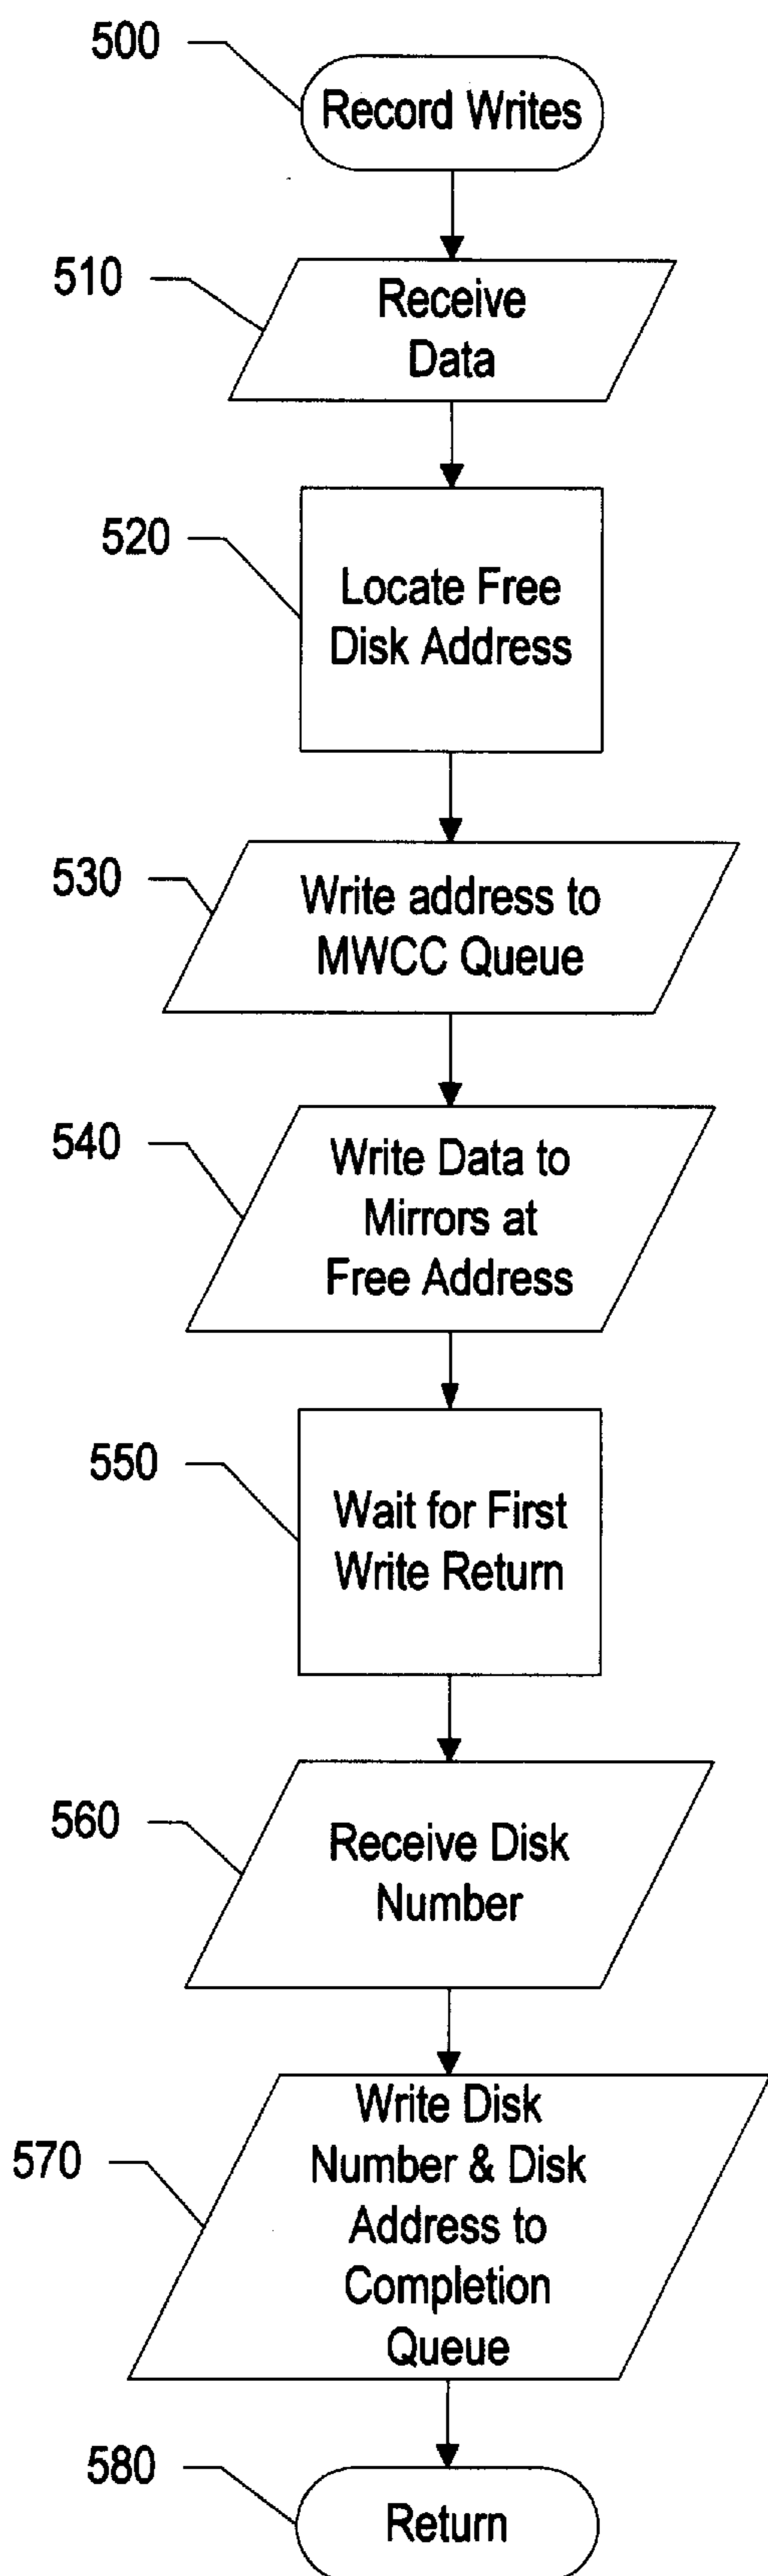 500
Record Writes
510
Receive
Data
520
Locate Free
Disk Address
530
Write address to
MWCC Queue
540
Write Data to
Mirrors at
Free Address
550
Wait for First
Write Return
560
Receive Disk
Number
570
Write Disk
Number & Disk
Address to
Completion
Queue
580
Return